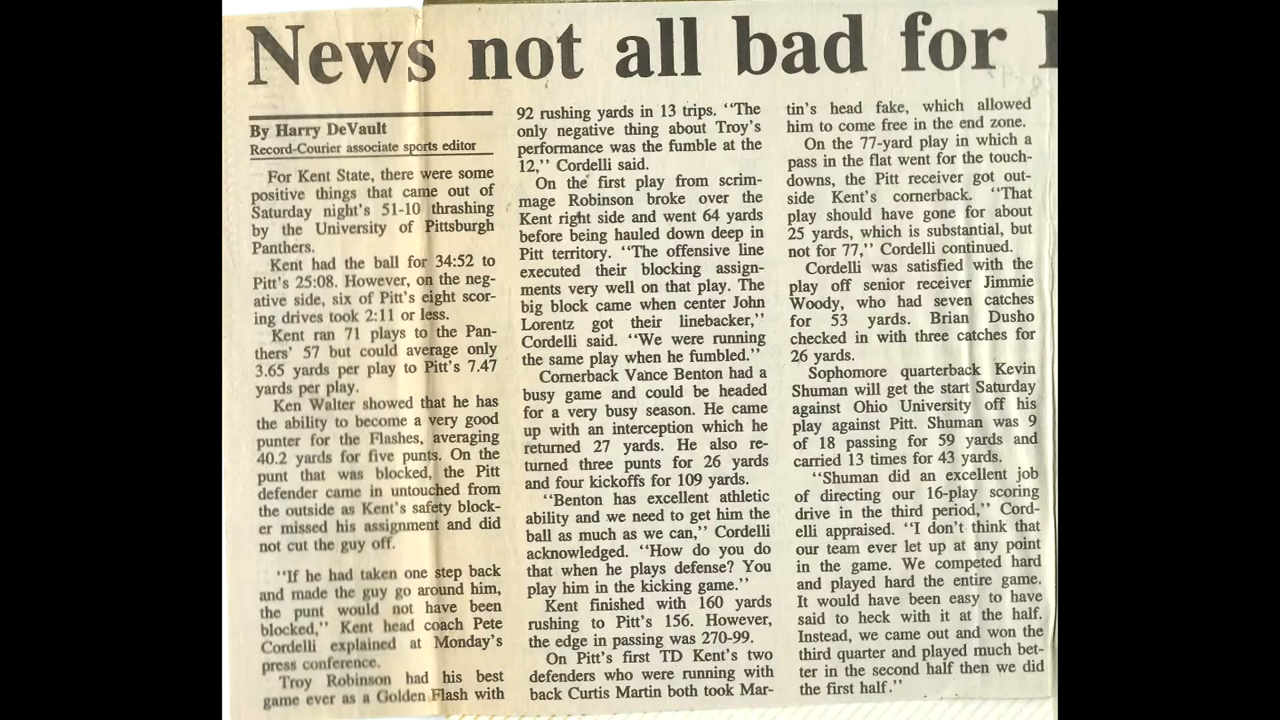 News not all bad for
By Harry DeVault
Record-Courier associate sports editor
For Kent State, there were some
positive things that came out of
Saturday night's 51-10 thrashing
by the University of Pittsburgh
Panthers.
Kent had the ball for 34:52 to
Pitt's 25:08. However, on the neg-
ative side, six of Pitt's eight scor-
ing drives took 2:11 or less.
Kent ran 71 plays to the Pan-
thers' 57 but could average only
3.65 yards per play to Pitt's 7.47
yards per play.
Ken Walter showed that he has
the ability to become a very good
punter for the Flashes, averaging
40.2 yards for five punts. On the
punt that was blocked, the Pitt
defender came in untouched from
the outside as Kent's safety block-
er missed his assignment and did
not cut the guy off.
"If he had taken one step back
and made the guy go around him,
the punt would not have been
blocked," Kent head coach Pete
Cordelli explained at Monday's
press conference.
Troy Robinson had his best
game ever as a Golden Flash with
92 rushing yards in 13 trips. "The
only negative thing about Troy's
performance was the fumble at the
12," Cordelli said.
On the first play from scrim-
mage Robinson broke over the
Kent right side and went 64 yards
before being hauled down deep in
Pitt territory. "The offensive line
executed their blocking assign-
ments very well on that play. The
big block came when center John
Lorentz got their linebacker,"
Cordelli said. "We were running
the same play when he fumbled."
Cornerback Vance Benton had a
busy game and could be headed
for a very busy season. He came
up with an interception which he
returned 27 yards. He also re-
turned three punts for 26 yards
and four kickoffs for 109 yards.
"Benton has excellent athletic
ability and we need to get him the
ball as much as we can," Cordelli
acknowledged. "How do you do
that when he plays defense? You
play him in the kicking game."
Kent finished with 160 yards
rushing to Pitt's 156. However,
the edge in passing was 270-99.
On Pitt's first TD Kent's two
defenders who were running with
back Curtis Martin both took Mar-
tin's head fake, which allowed
him to come free in the end zone.
On the 77-yard play in which a
pass in the flat went for the touch-
downs, the Pitt receiver got out-
side Kent's cornerback. "That
play should have gone for about
25 yards, which is substantial, but
not for 77," Cordelli continued.
Cordelli was satisfied with the
play off senior receiver Jimmie
Woody, who had seven catches
for 53 yards. Brian Dusho
checked in with three catches for
26 yards.
Sophomore quarterback Kevin
Shuman will get the start Saturday
against Ohio University off his
play against Pitt. Shuman was 9
of 18 passing for 59 yards and
carried 13 times for 43 yards.
"Shuman did an excellent job
of directing our 16-play scoring
drive in the third period," Cord-
elli appraised. "I don't think that
our team ever let up at any point
in the game. We competed hard
and played hard the entire game.
It would have been easy to have
said to heck with it at the half.
Instead, we came out and won the
third quarter and played much bet-
ter in the second half then we did
the first half."